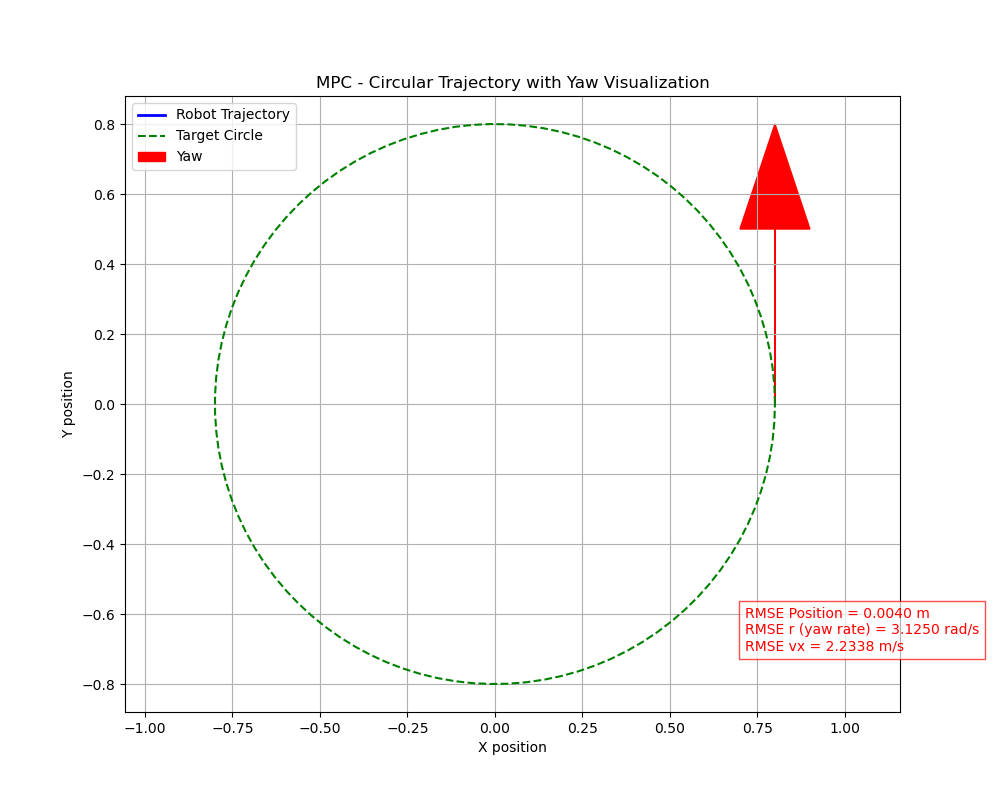 MPC - Circular Trajectory with Yaw Visualization
Robot Trajectory
Target Circle
Yaw
0.8
0.6
0.4
0.2
0.0
−0.2
−0.4
−0.6
−0.8
Y position
RMSE Position = 0.0040 m
RMSE r (yaw rate) = 3.1250 rad/s
RMSE vx = 2.2338 m/s
−1.00 −0.75 −0.50 −0.25 0.00 0.25 0.50 0.75 1.00
X position